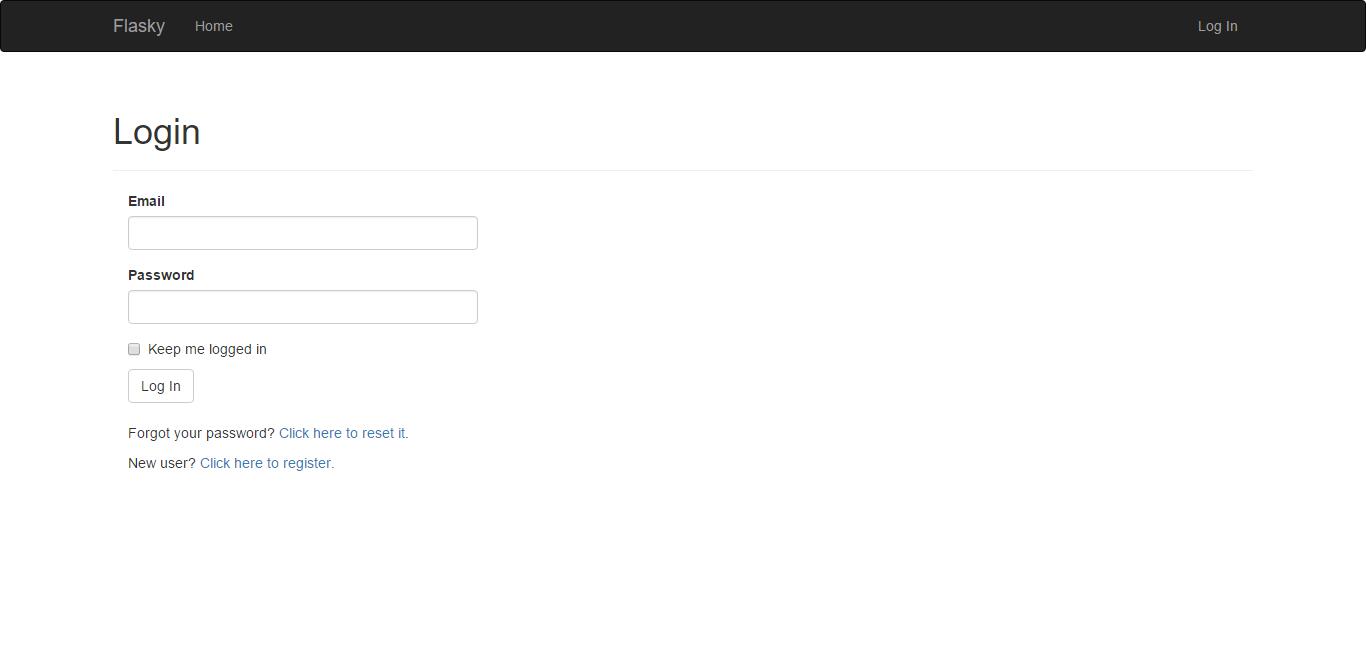 Flasky Home Log In
Login
Email
Password
Keep me logged in
Log In
Forgot your password? Click here to reset it.
New user? Click here to register.